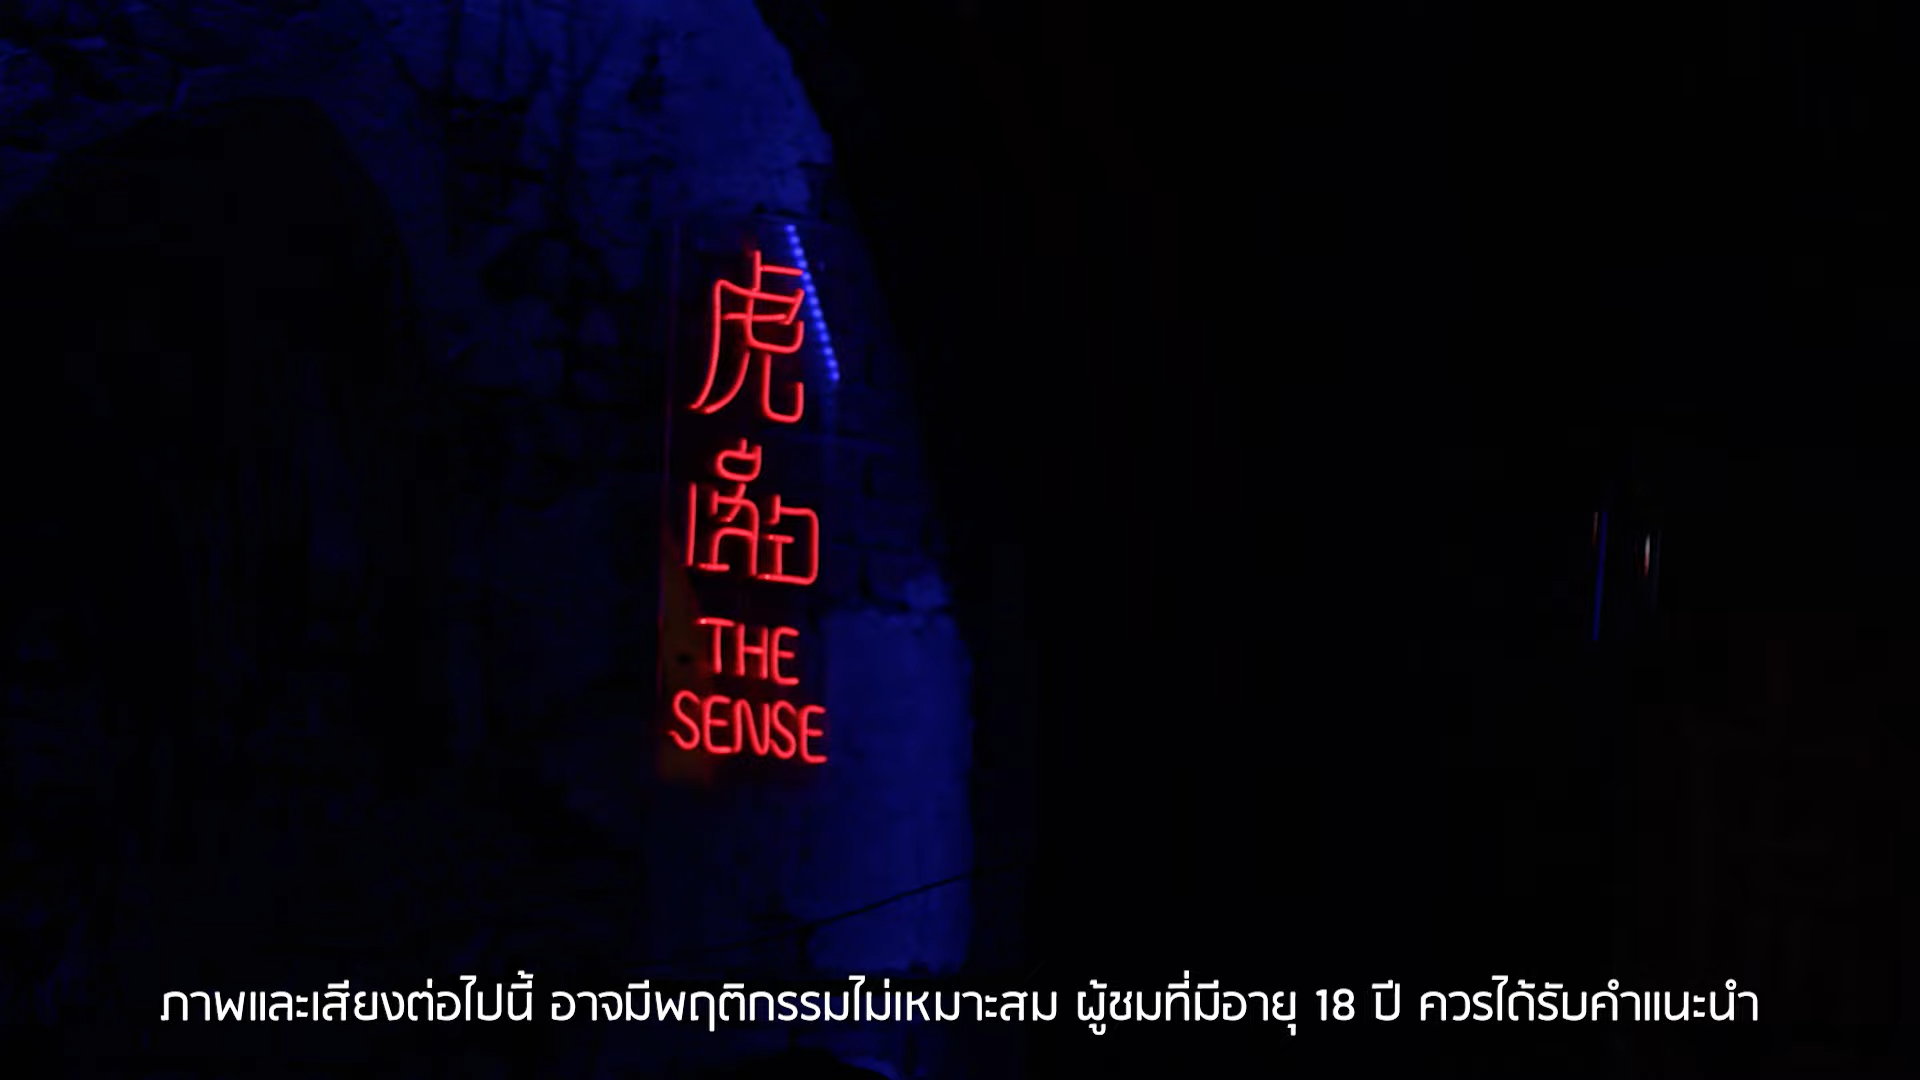 虎
THE
SENSE
ภาพและเสียงต่อไปนี้ อาจมีพฤติกรรมไม่เหมาะสม ผู้ชมที่มีอายุ 18 ปี ควรได้รับคำแนะนำ